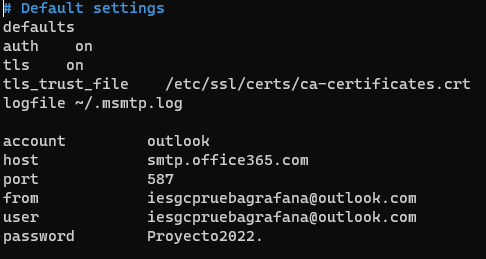 # Default settings
defaults
auth    on
tls    on
tls_trust_file    /etc/ssl/certs/ca-certificates.crt
logfile ~/.msmtp.log

account         outlook
host            smtp.office365.com
port            587
from            iesgcpruebagrafana@outlook.com
user            iesgcpruebagrafana@outlook.com
password        Proyecto2022.